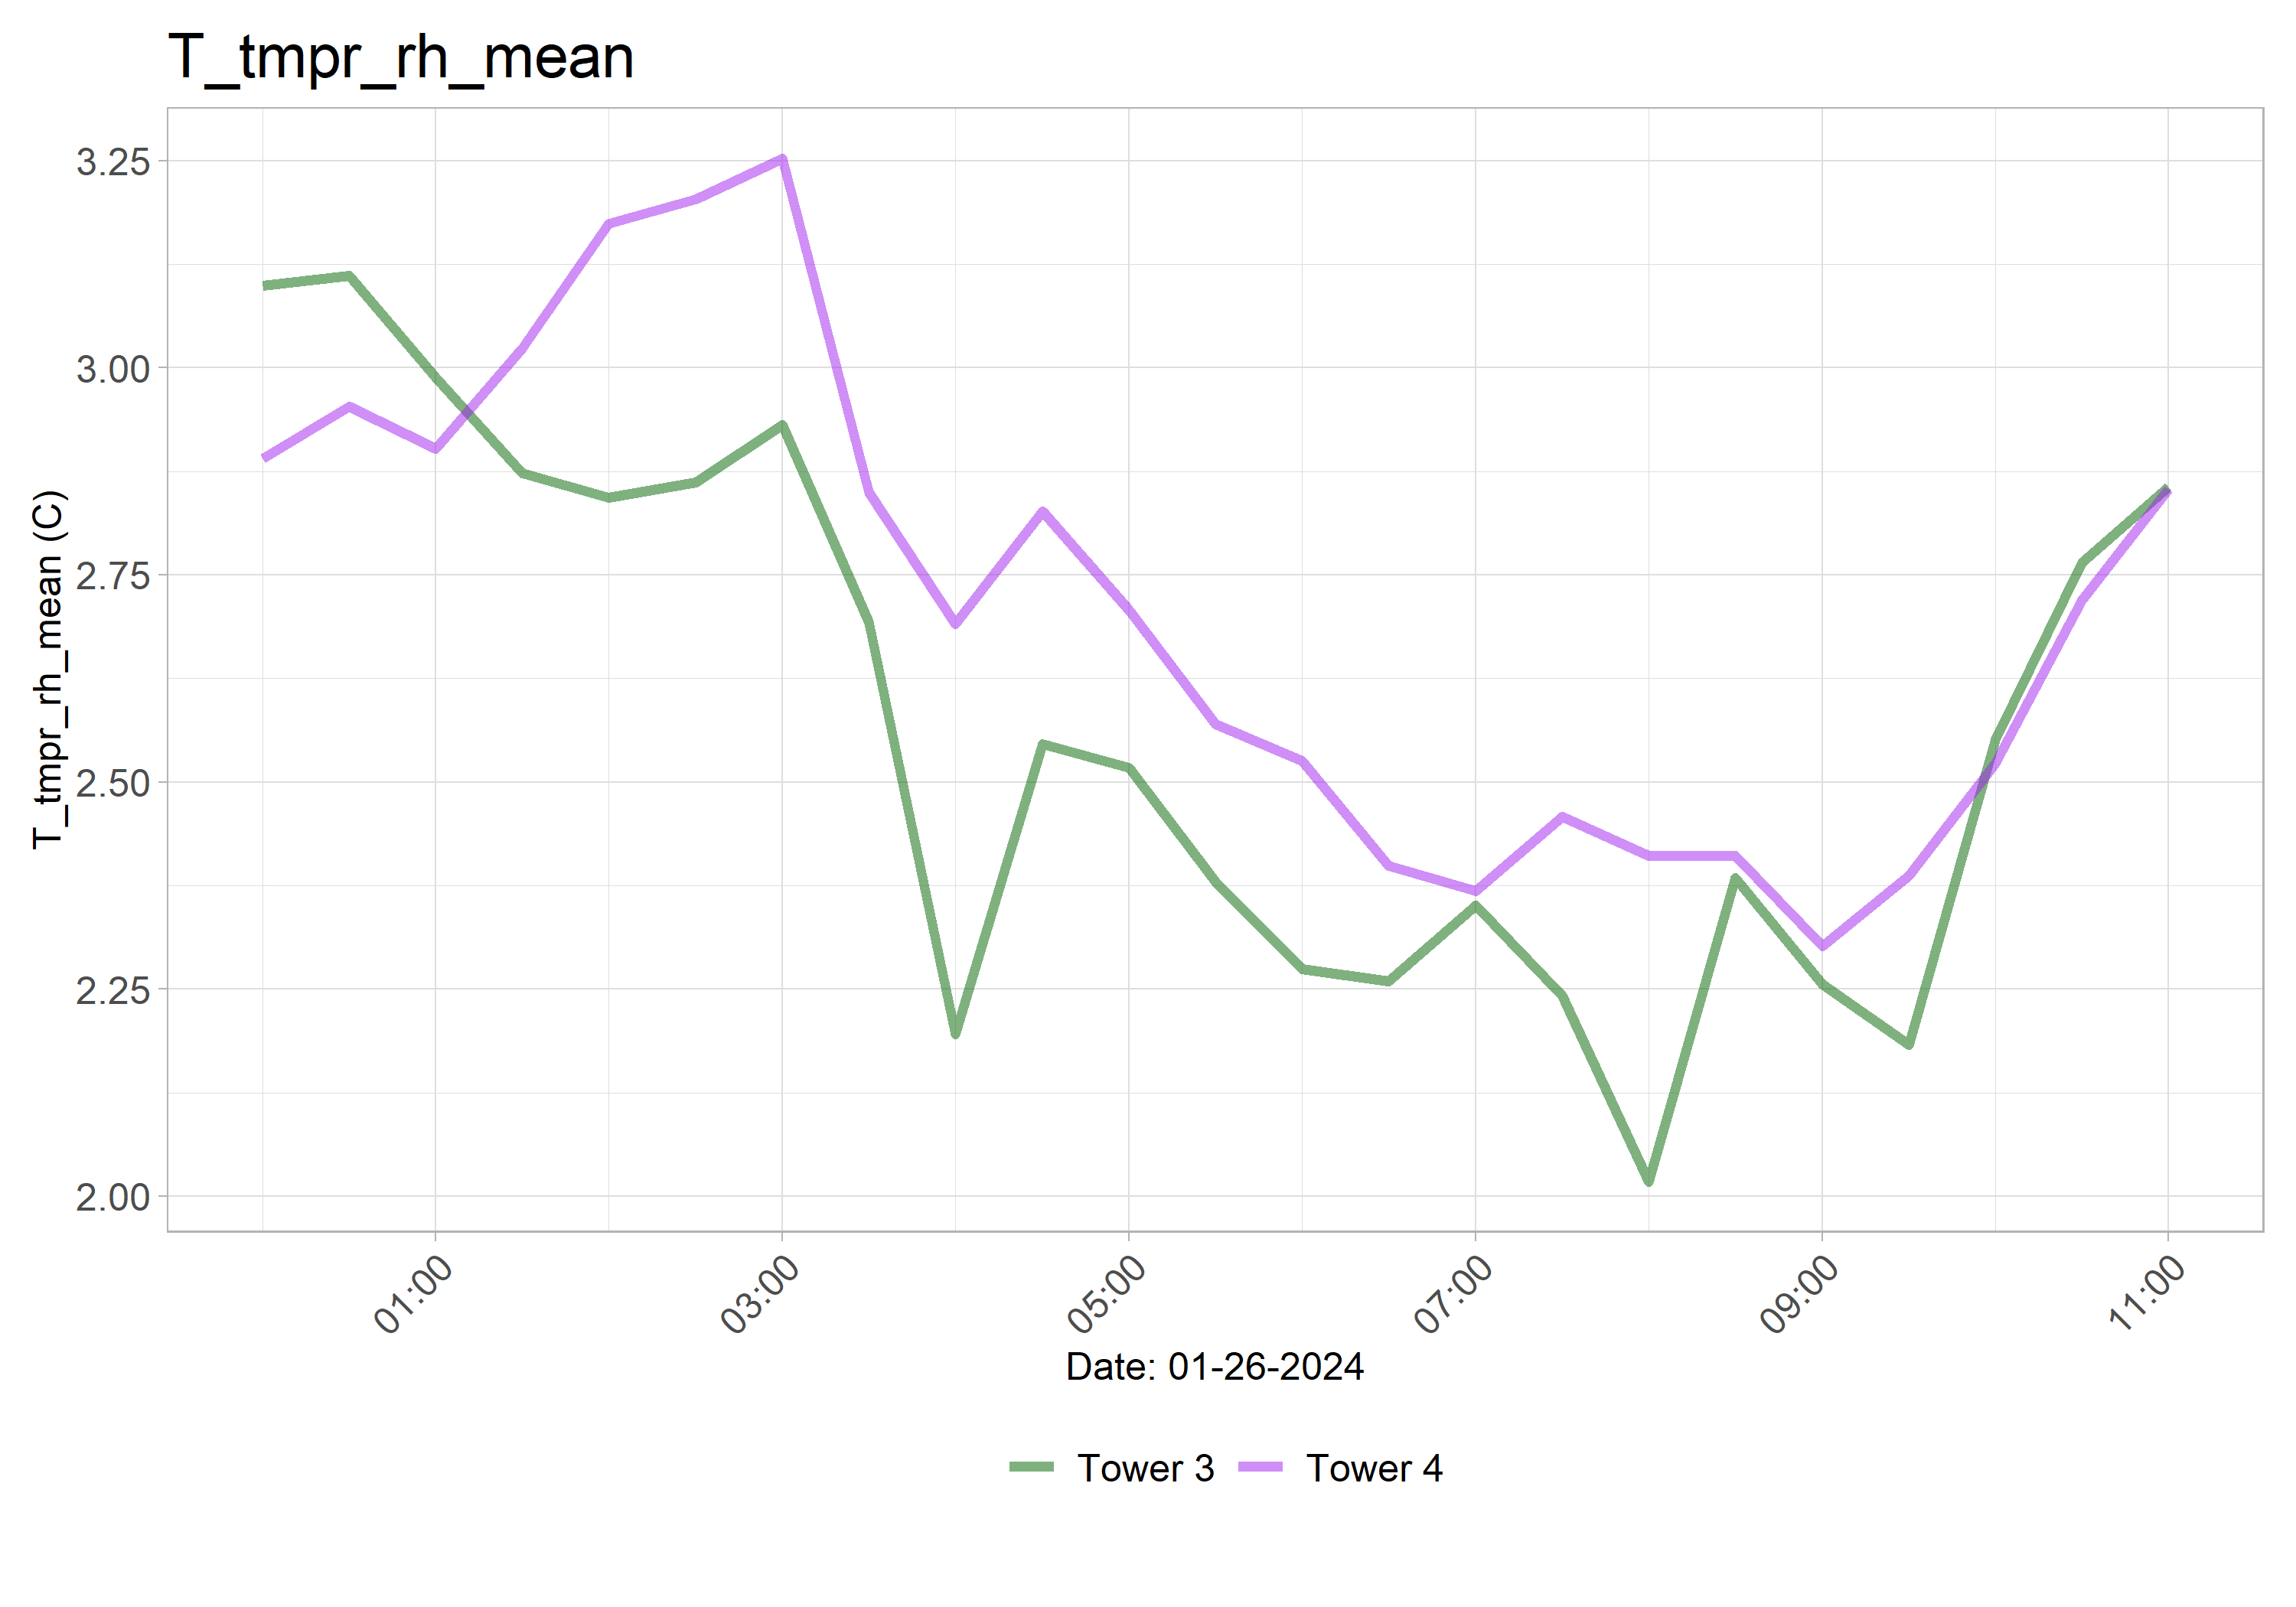 T_tmpr_rh_mean
T_tmpr_rh_mean (C)
3.25
3.00
2.75
2.50
2.25
2.00
01:00
03:00
05:00
07:00
09:00
11:00
Date: 01-26-2024
Tower 3
Tower 4